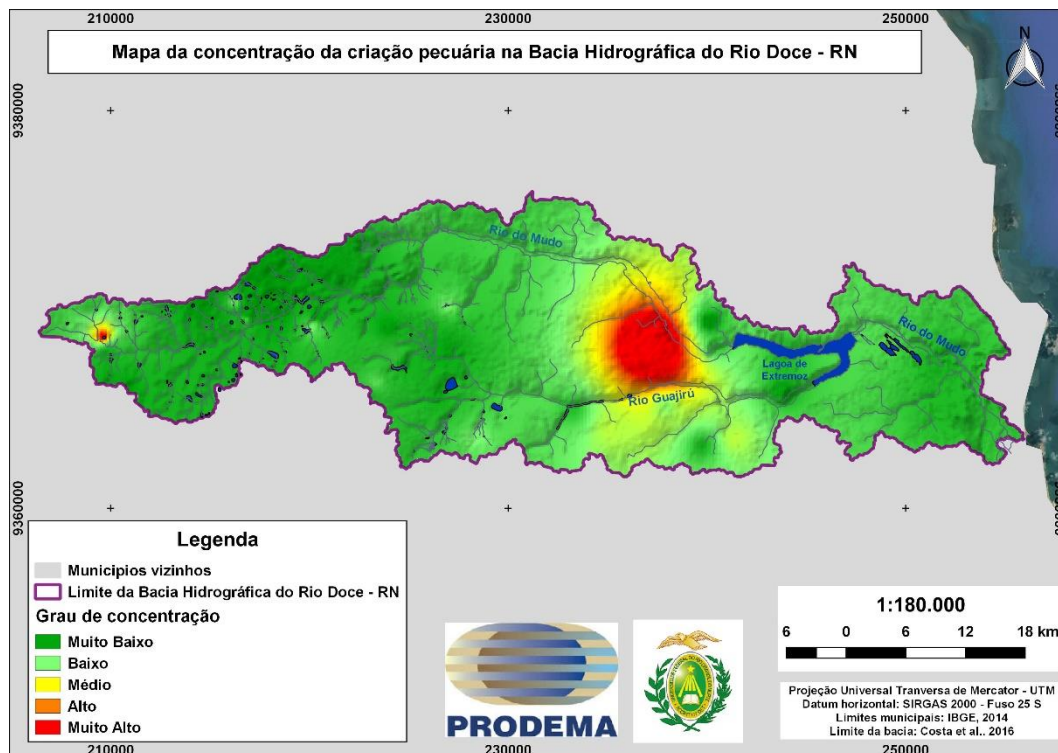 210000
230000
250000
Mapa da concentração da criação pecuária na Bacia Hidrográfica do Rio Doce - RN
N
9380000
Rio do Mudo
Rio do Mudo
Lagoa de
Extremoz
Rio Guajirú
9360000
Legenda
Municipios vizinhos
Limite da Bacia Hidrográfica do Rio Doce - RN
Grau de concentração
Muito Baixo
Baixo
Médio
Alto
Muito Alto
PRODEMA
1:180.000
6 0 6 12 18 km
Projeção Universal Tranversa de Mercator - UTM
Datum horizontal: SIRGAS 2000 - Fuso 25 S
Limites municipais: IBGE, 2014
Limite da bacia: Costa et al.. 2016
210000
230000
250000